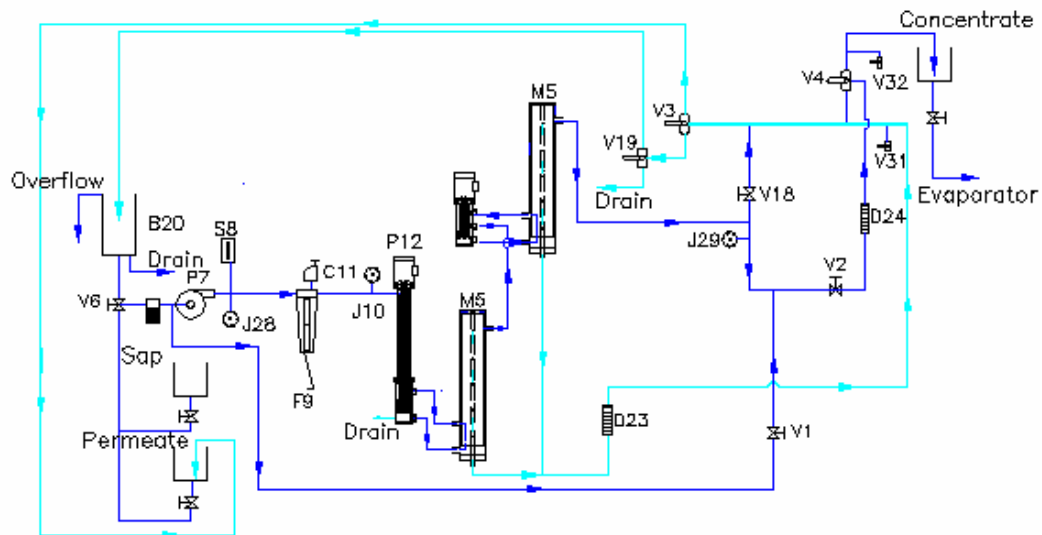 Concentrate
V32
V4
M5
V3
V19
V31
Overflow
Drain
V18
Evaporator
B20
S8
P12
D24
Drain
C11
J29
P7
V2
V6
J10
M5
J28
Sap
F9
Permeate
Drain
D23
V1